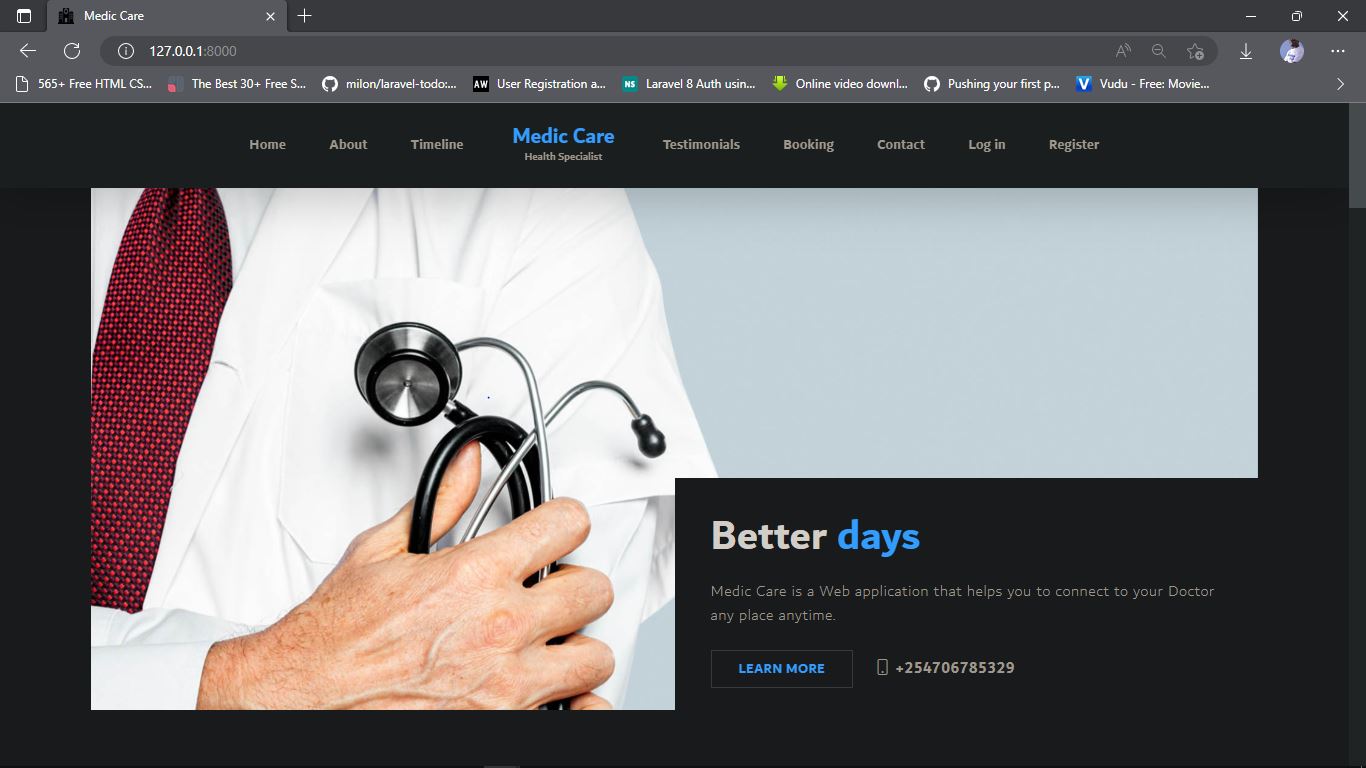 Medic Care
127.0.0.1:8000
565+ Free HTML CS... The Best 30+ Free S... milon/laravel-todo:... AW User Registration a... NS Laravel 8 Auth usin... Online video downl... Pushing your first p... V Vudu - Free: Movie...
Home About Timeline Medic Care Testimonials Booking Contact Log in Register
Health Specialist
Better days
Medic Care is a Web application that helps you to connect to your Doctor
any place anytime.
LEARN MORE +254706785329